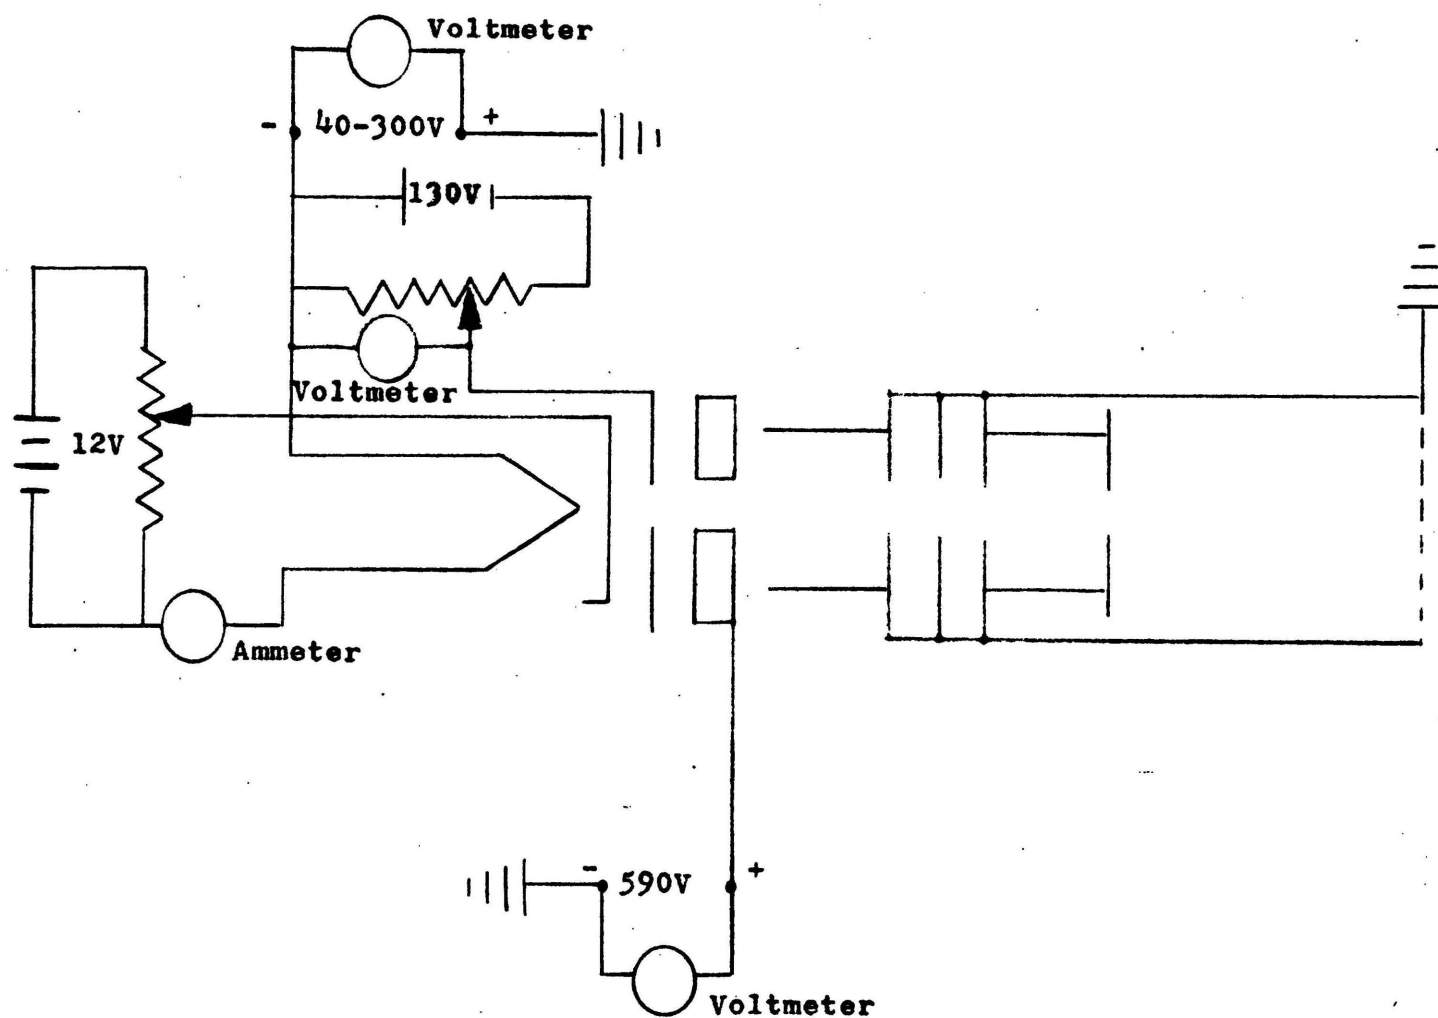 Voltmeter
- 40-300V +
130V
Voltmeter
12V
Ammeter
- 590V +
Voltmeter